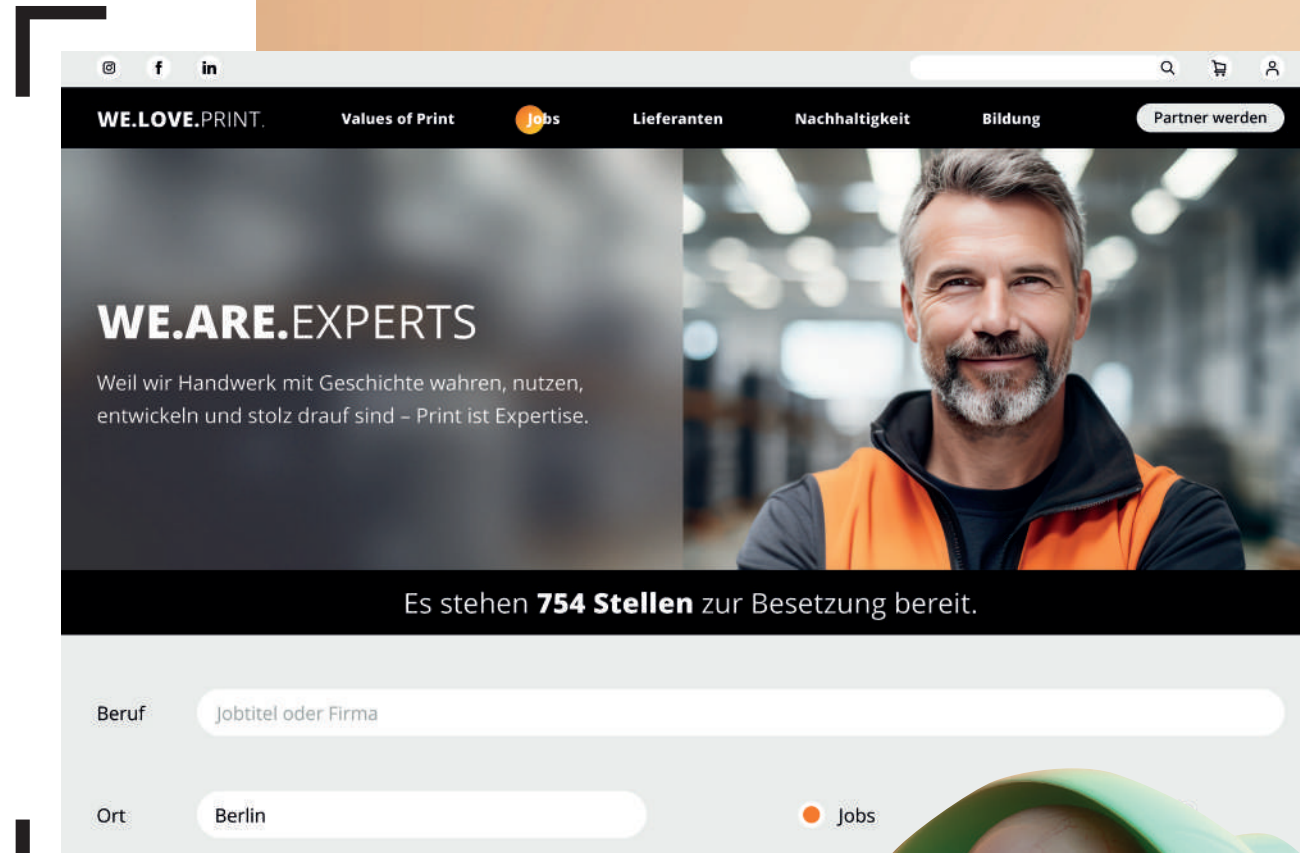 WE.LOVE.PRINT.
Values of Print
Jobs
Lieferanten
Nachhaltigkeit
Bildung
Partner werden
WE.ARE.EXPERTS
Weil wir Handwerk mit Geschichte wahren, nutzen,
entwickeln und stolz drauf sind – Print ist Expertise.
Es stehen 754 Stellen zur Besetzung bereit.
Beruf
Jobtitel oder Firma
Ort
Berlin
Jobs